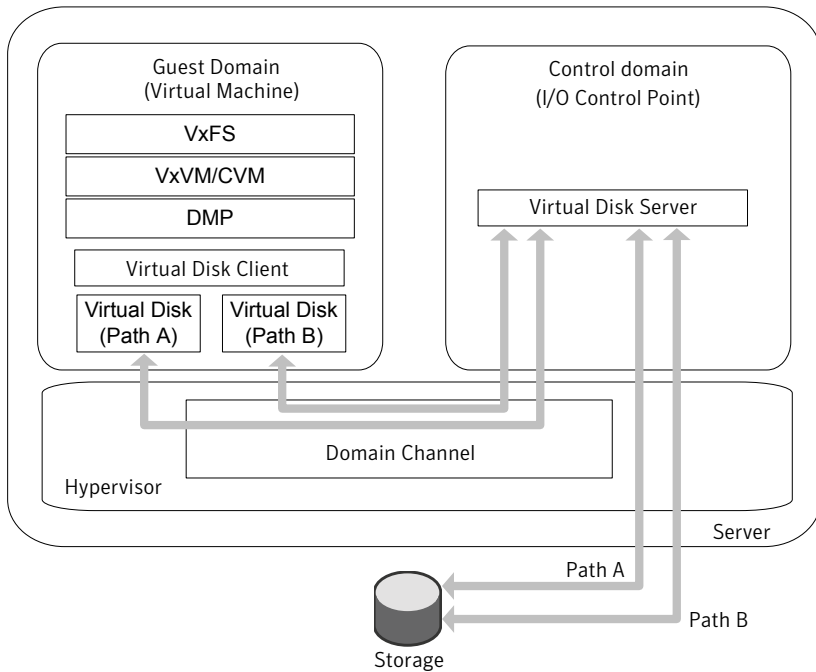 Guest Domain
(Virtual Machine)
VxFS
VxVM/CVM
DMP
Virtual Disk Client
Virtual Disk
(Path A)
Virtual Disk
(Path B)
Control domain
(I/O Control Point)
Virtual Disk Server
Domain Channel
Hypervisor
Server
Path A
Path B
Storage